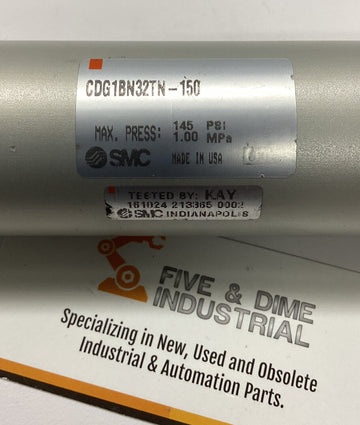 CDG1BN32TN-150
MAX. PRESS: 145 PSI
1.00 MPa
SMC MADE IN USA
TESTED BY: KAY
161024 213365 0002
SMC INDIANAPOLIS
FIVE & DIME
INDUSTRIAL
Specializing in New, Used and Obsolete
Industrial & Automation Parts.